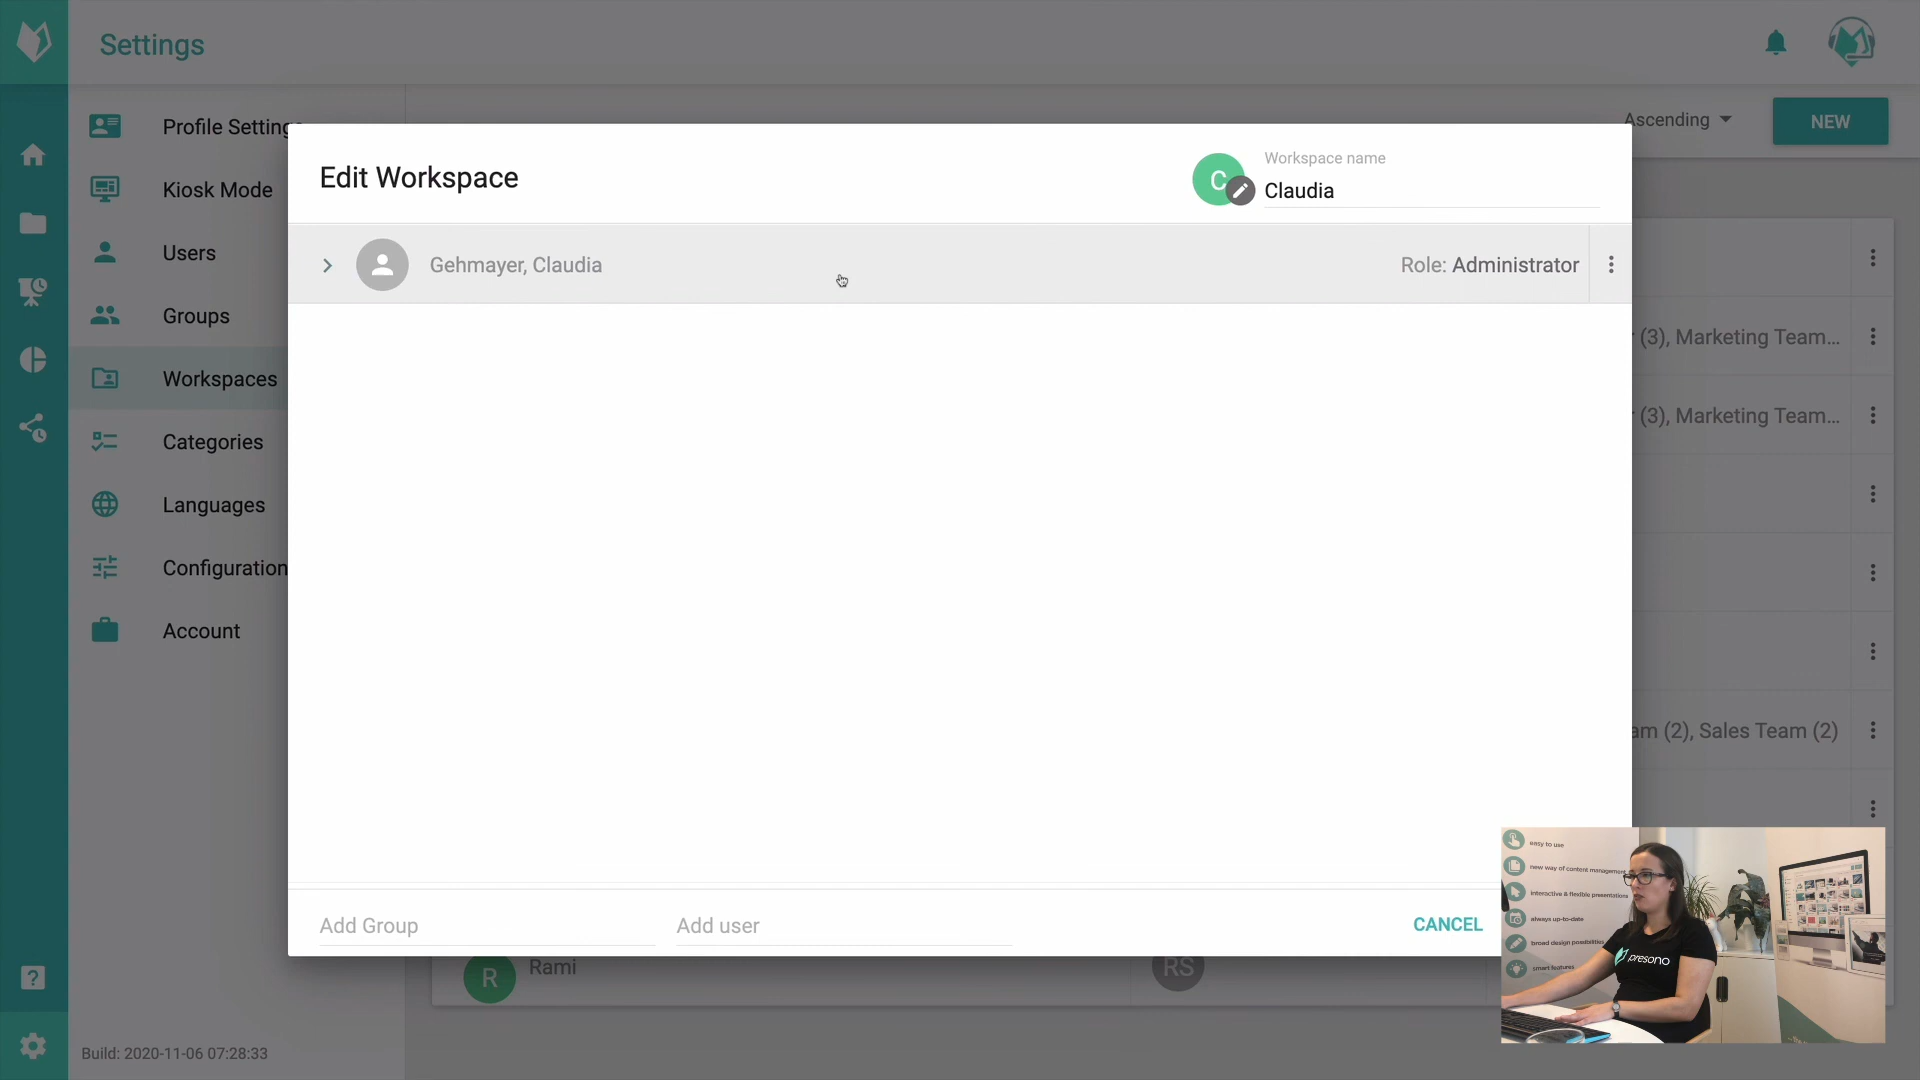 Settings
Ascending
NEW
Profile Setting
Kiosk Mode
Users
Groups
Workspaces
Categories
Languages
Configuration
Account
Build: 2020-11-06 07:28:33
Edit Workspace
C
Workspace name
Claudia
Gehmayer, Claudia
Role: Administrator
(3), Marketing Team...
(3), Marketing Team...
am (2), Sales Team (2)
Add Group
Add user
CANCEL
R
Rami
RS
easy to use
new way of content management
interactive & flexible presentations
always up-to-date
broad design possibilities
smart features
presono